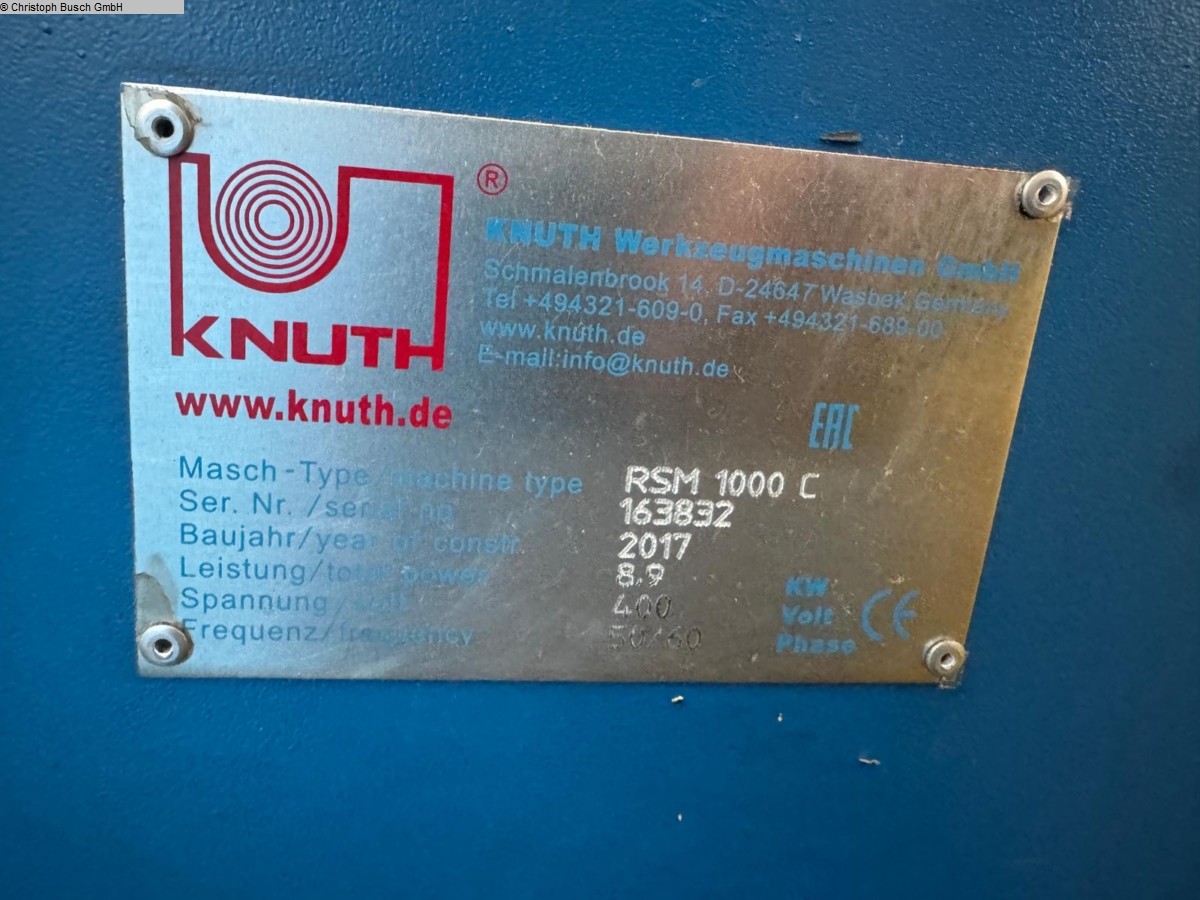 © Christoph Busch GmbH
®
KNUTH
www.knuth.de
KNUTH Werkzeugmaschinen GmbH
Schmalenbrook 14, D-24647 Wasbek, Germany
Tel +494321-609-0, Fax +494321-689-00
www.knuth.de
E-mail:info@knuth.de
EAC
Masch-Type/machine type RSM 1000 C
Ser. Nr./serial ng 163832
Baujahr/year of constr. 2017
Leistung/total power 8.9 KW
Spannung/volt 400 Volt
Frequenz/frequency 50/60 Phase
CE